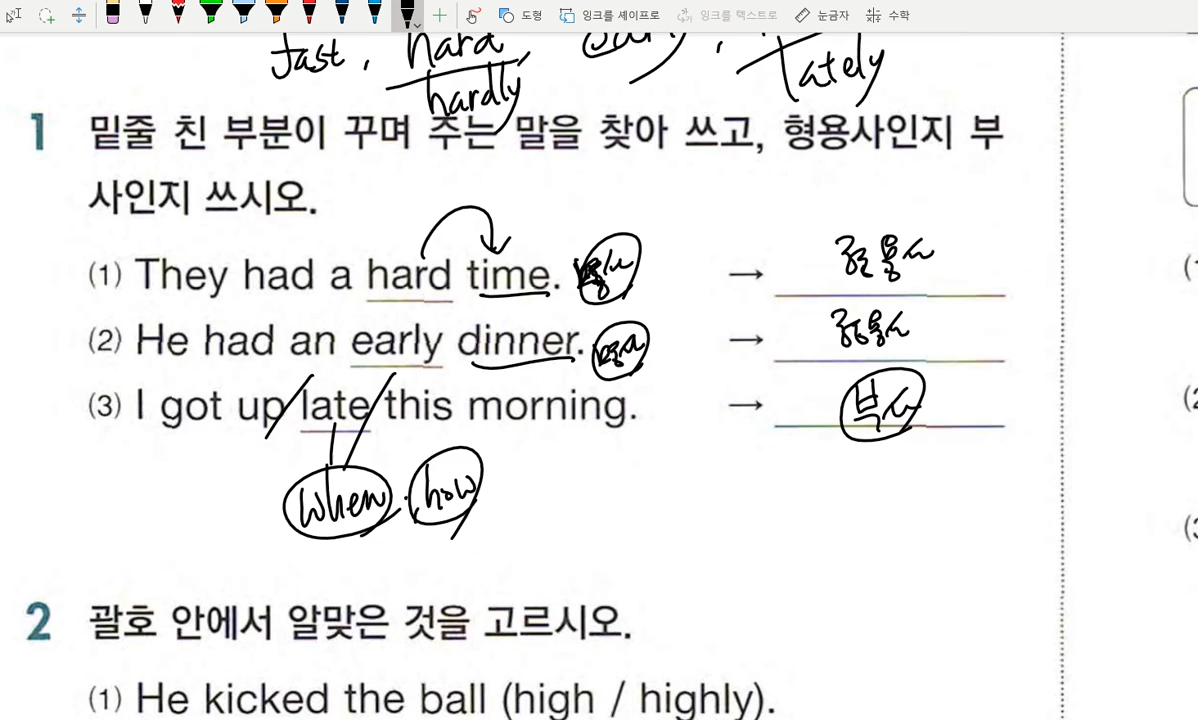 도형 잉크를 셰이프로 잉크를 텍스트로 눈금자 수학
fast, hard
hardly
lately
1 밑줄 친 부분이 꾸며 주는 말을 찾아 쓰고, 형용사인지 부
사인지 쓰시오.
(1) They had a hard time. 명사 → 형용사
(2) He had an early dinner. 명사 → 형용사
(3) I got up late this morning. → 부사
when, how
2 괄호 안에서 알맞은 것을 고르시오.
(1) He kicked the ball (high / highly).